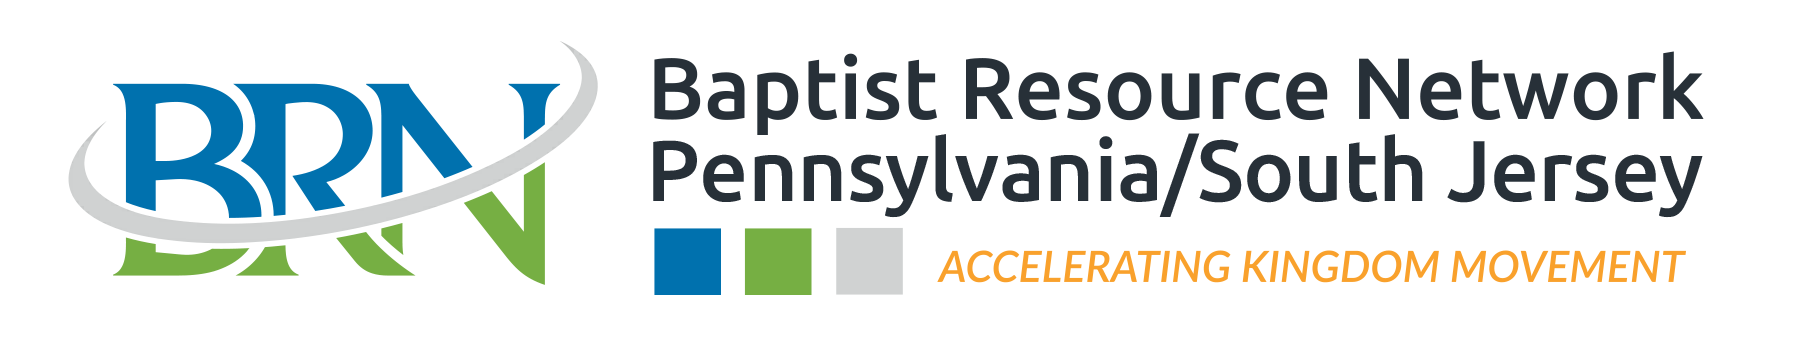 BRN
Baptist Resource Network
Pennsylvania/South Jersey
ACCELERATING KINGDOM MOVEMENT